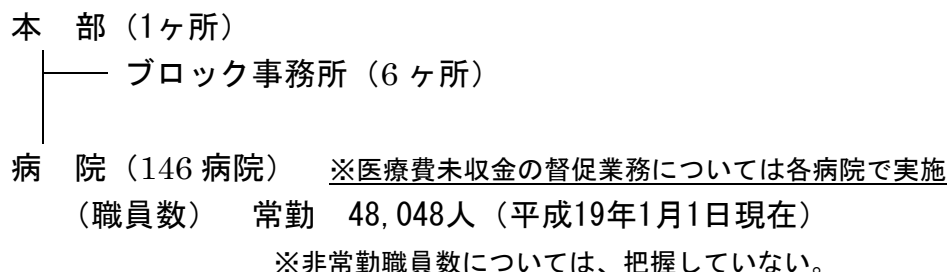 本　部（1ヶ所）
ブロック事務所（6 ヶ所）
病　院（146 病院）　※医療費未収金の督促業務については各病院で実施
（職員数）　常勤　48,048人（平成19年1月1日現在）
※非常勤職員数については、把握していない。